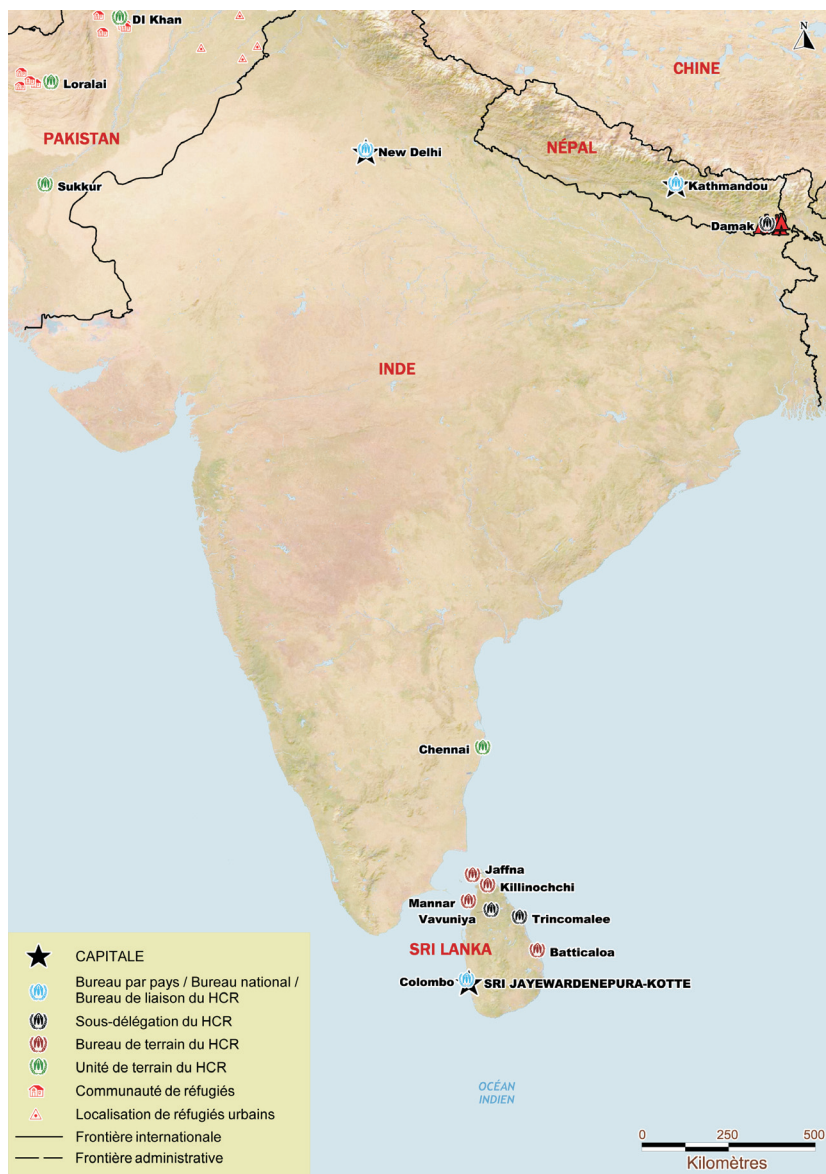 DI Khan
N
CHINE
Loralai
PAKISTAN
NÉPAL
New Delhi
Sukkur
Kathmandou
Damak
INDE
Chennai
Jaffna
Killinochchi
Mannar
Vavuniya
Trincomalee
SRI LANKA
Batticaloa
Colombo
SRI JAYEWARDENEPURA-KOTTE
CAPITALE
Bureau par pays / Bureau national /
Bureau de liaison du HCR
Sous-délégation du HCR
Bureau de terrain du HCR
Unité de terrain du HCR
Communauté de réfugiés
Localisation de réfugiés urbains
Frontière internationale
Frontière administrative
OCÉAN
INDIEN
0 250 500
Kilomètres